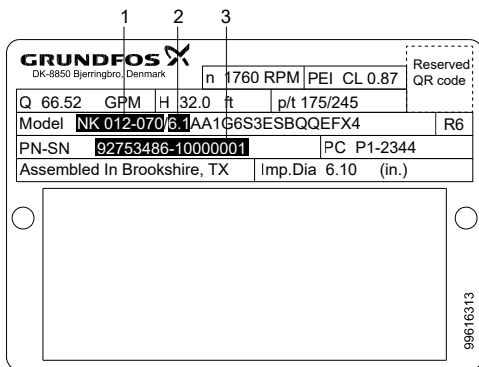 1 2 3
GRUNDFOS
DK-8850 Bjerringbro, Denmark
n 1760 RPM PEI CL 0.87
Reserved
QR code
Q 66.52 GPM H 32.0 ft p/t 175/245
Model NK 012-070/6.1AA1G6S3ESBQQEFX4 R6
PN-SN 92753486-10000001 PC P1-2344
Assembled In Brookshire, TX Imp.Dia 6.10 (in.)
99616313